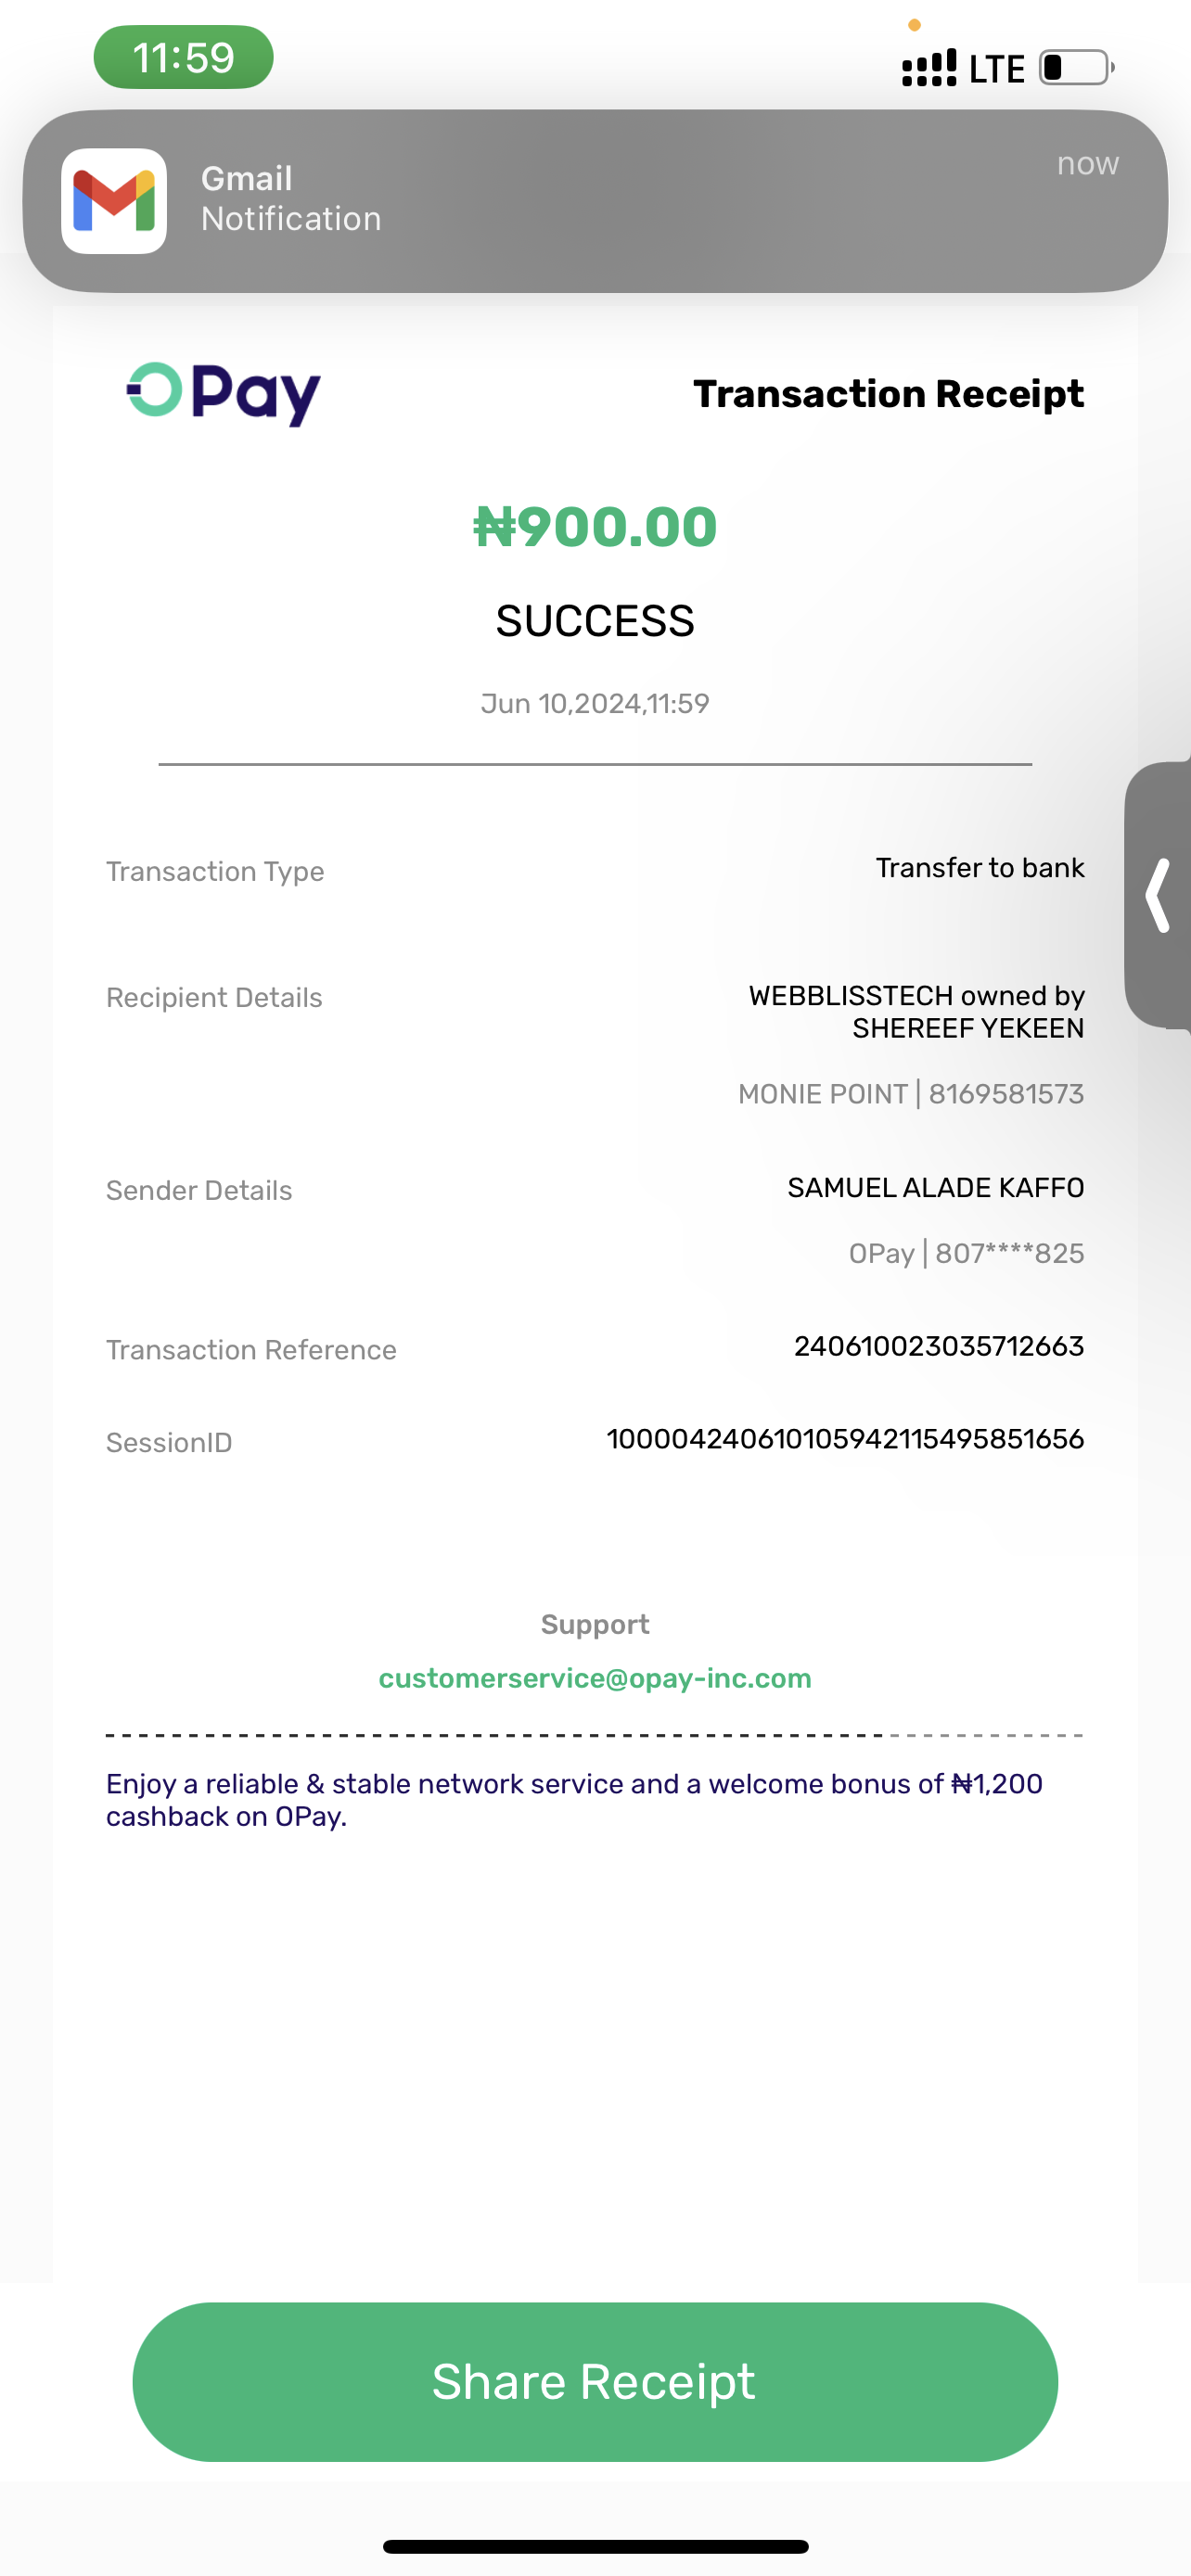 11:59
LTE
Gmail
now
Notification
OPay
Transaction Receipt
₦900.00
SUCCESS
Jun 10,2024,11:59
Transaction Type
Transfer to bank
Recipient Details
WEBBLISSTECH owned by
SHEREEF YEKEEN
MONIE POINT | 8169581573
Sender Details
SAMUEL ALADE KAFFO
OPay | 807****825
Transaction Reference
240610023035712663
SessionID
100004240610105942115495851656
Support
customerservice@opay-inc.com
Enjoy a reliable & stable network service and a welcome bonus of ₦1,200
cashback on OPay.
Share Receipt